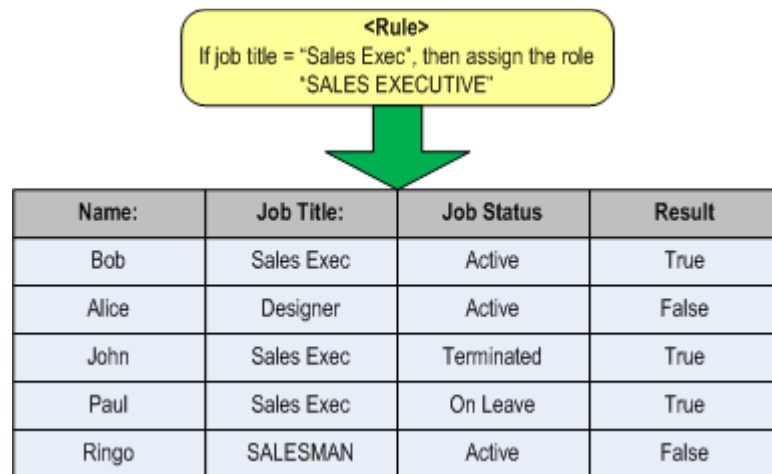 <Rule>
If job title = "Sales Exec", then assign the role
"SALES EXECUTIVE"
Name: Job Title: Job Status Result
Bob Sales Exec Active True
Alice Designer Active False
John Sales Exec Terminated True
Paul Sales Exec On Leave True
Ringo SALESMAN Active False